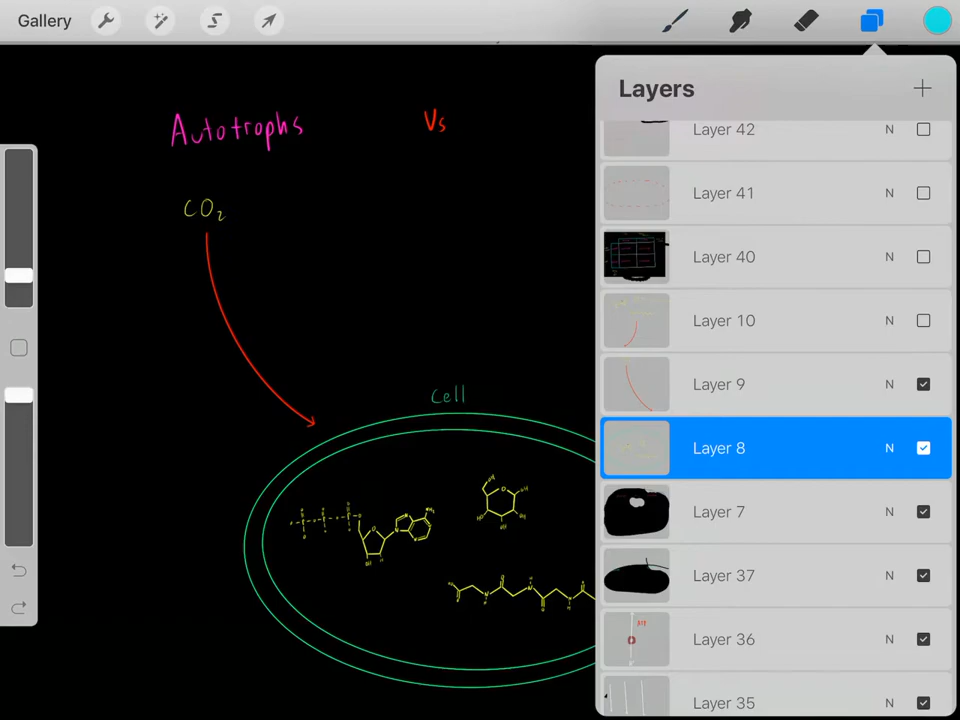 Gallery
Layers
Layer 42 N
Layer 41 N
Layer 40 N
Layer 10 N
Layer 9 N
Layer 8 N
Layer 7 N
Layer 37 N
Layer 36 N
Layer 35 N
Autotrophs Vs
CO₂
Cell